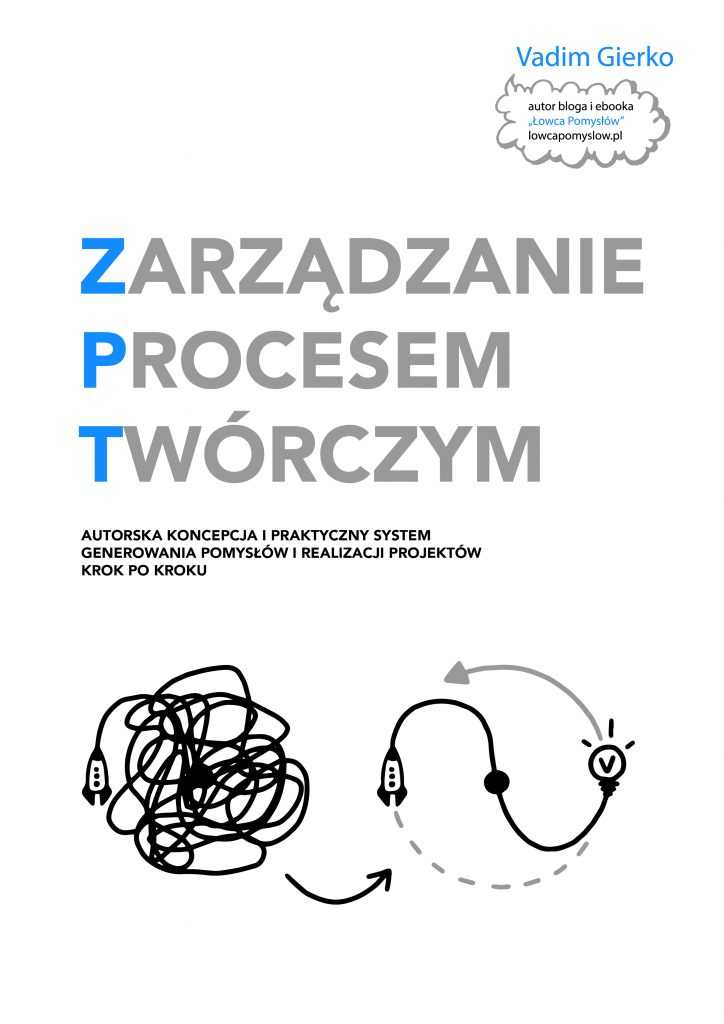 Vadim Gierko
autor bloga i ebooka
„Łowca Pomysłów”
lowcapomyslow.pl
ZARZĄDZANIE
PROCESEM
TWÓRCZYM
AUTORSKA KONCEPCJA I PRAKTYCZNY SYSTEM
GENEROWANIA POMYSŁÓW I REALIZACJI PROJEKTÓW
KROK PO KROKU
V